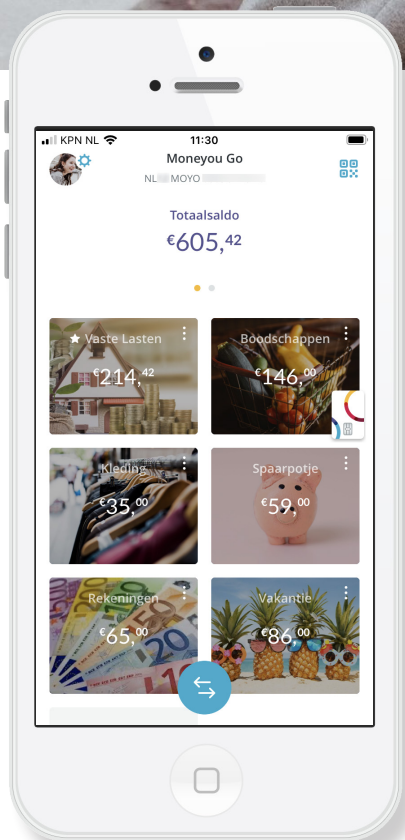 KPN NL
11:30
Moneyou Go
NL MOYO
Totaalsaldo
€605,42
Vaste Lasten
€214,42
Boodschappen
€146,00
Kleding
€35,00
Spaarpotje
€59,00
Rekeningen
€65,00
Vakantie
€86,00